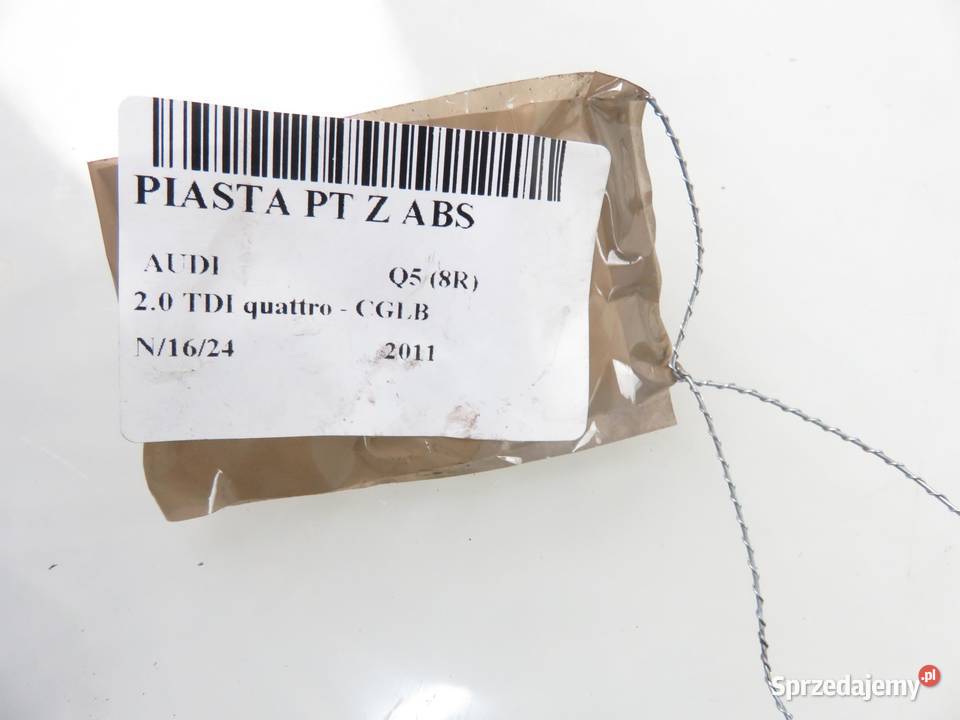 PIASTA PT Z ABS
AUDI Q5 (8R)
2.0 TDI quattro - CGLB
N/16/24 2011
Sprzedajemy.pl